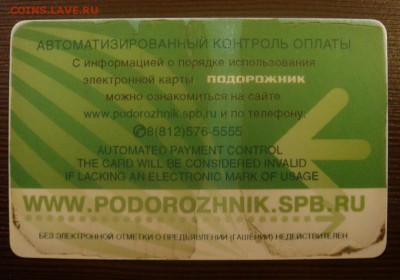 COINS.LAVE.RU
АВТОМАТИЗИРОВАННЫЙ КОНТРОЛЬ ОПЛАТЫ
С информацией о порядке использования
электронной карты ПОДОРОЖНИК
можно ознакомиться на сайте
www.podorozhnik.spb.ru и по телефону:
✆8(812)576-5555
AUTOMATED PAYMENT CONTROL
THE CARD WILL BE CONSIDERED INVALID
IF LACKING AN ELECTRONIC MARK OF USAGE
WWW.PODOROZHNIK.SPB.RU
БЕЗ ЭЛЕКТРОННОЙ ОТМЕТКИ О ПРЕДЪЯВЛЕНИИ (ГАШЕНИИ) НЕДЕЙСТВИТЕЛЕН